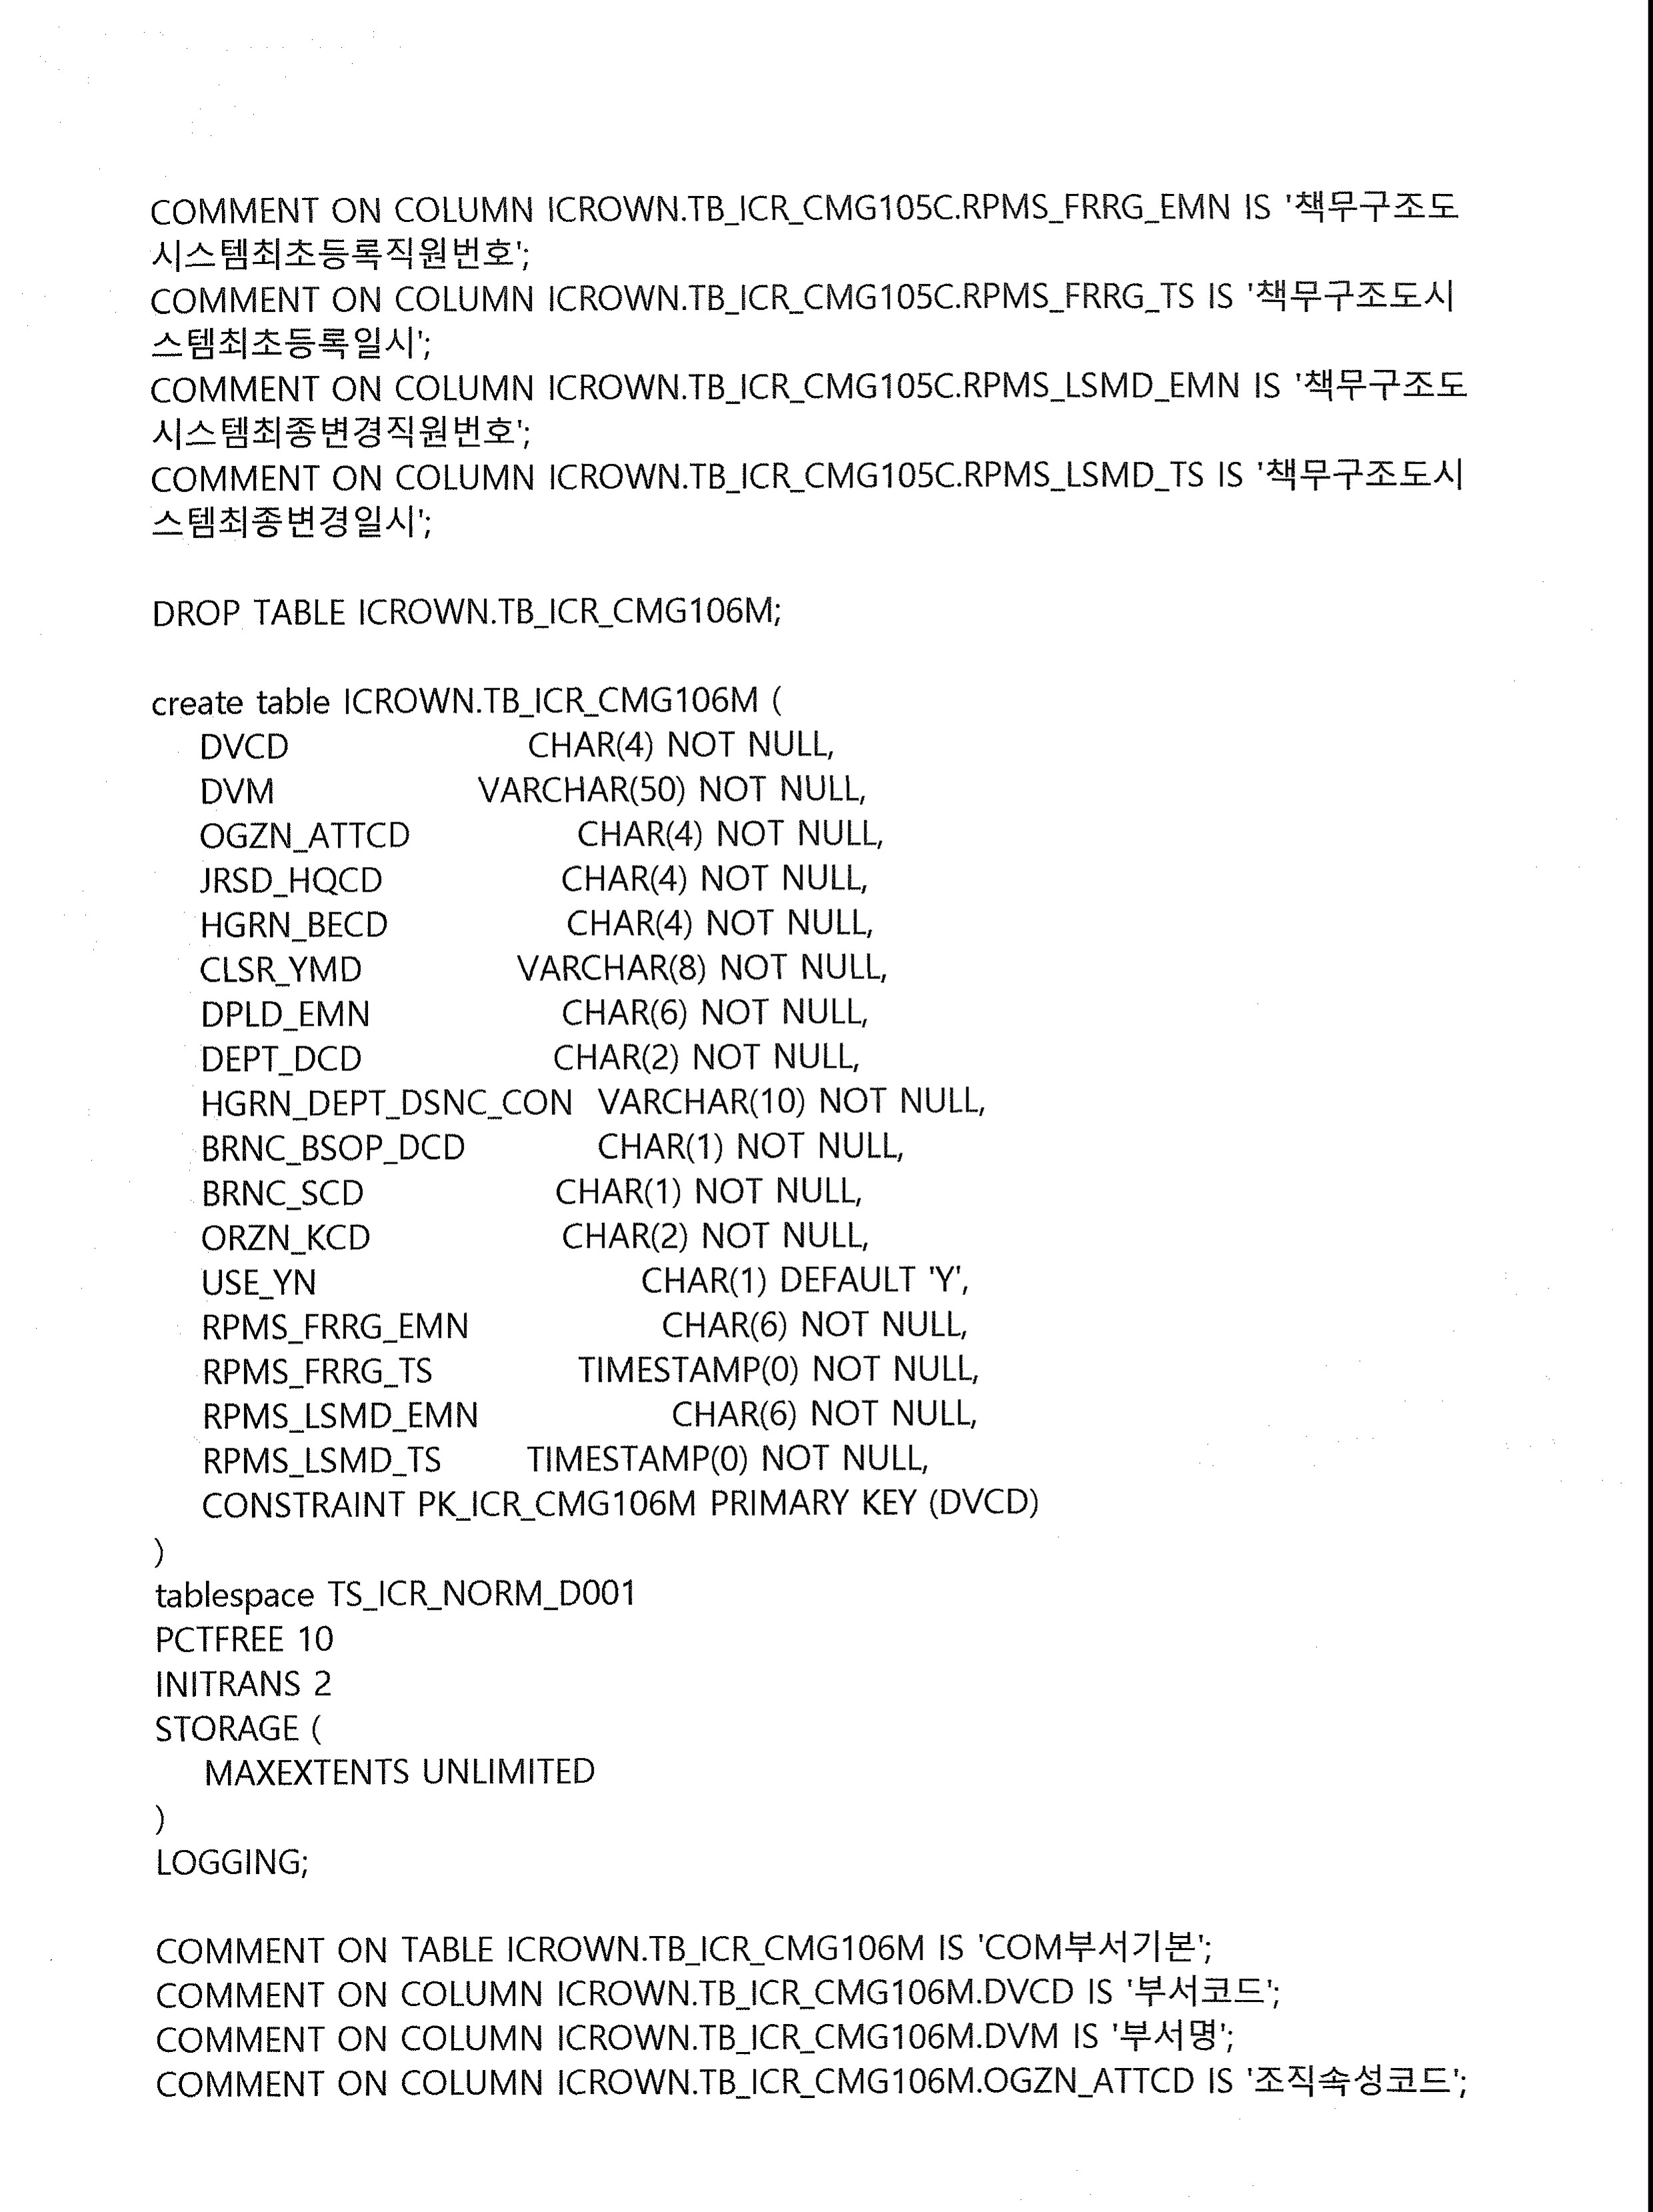 COMMENT ON COLUMN ICROWN.TB_ICR_CMG105C.RPMS_FRRG_EMN IS '책무구조도
시스템최초등록직원번호';
COMMENT ON COLUMN ICROWN.TB_ICR_CMG105C.RPMS_FRRG_TS IS '책무구조도시
스템최초등록일시';
COMMENT ON COLUMN ICROWN.TB_ICR_CMG105C.RPMS_LSMD_EMN IS '책무구조도
시스템최종변경직원번호';
COMMENT ON COLUMN ICROWN.TB_ICR_CMG105C.RPMS_LSMD_TS IS '책무구조도시
스템최종변경일시';

DROP TABLE ICROWN.TB_ICR_CMG106M;

create table ICROWN.TB_ICR_CMG106M (
DVCD CHAR(4) NOT NULL,
DVM VARCHAR(50) NOT NULL,
OGZN_ATTCD CHAR(4) NOT NULL,
JRSD_HQCD CHAR(4) NOT NULL,
HGRN_BECD CHAR(4) NOT NULL,
CLSR_YMD VARCHAR(8) NOT NULL,
DPLD_EMN CHAR(6) NOT NULL,
DEPT_DCD CHAR(2) NOT NULL,
HGRN_DEPT_DSNC_CON VARCHAR(10) NOT NULL,
BRNC_BSOP_DCD CHAR(1) NOT NULL,
BRNC_SCD CHAR(1) NOT NULL,
ORZN_KCD CHAR(2) NOT NULL,
USE_YN CHAR(1) DEFAULT 'Y',
RPMS_FRRG_EMN CHAR(6) NOT NULL,
RPMS_FRRG_TS TIMESTAMP(0) NOT NULL,
RPMS_LSMD_EMN CHAR(6) NOT NULL,
RPMS_LSMD_TS TIMESTAMP(0) NOT NULL,
CONSTRAINT PK_ICR_CMG106M PRIMARY KEY (DVCD)
)
tablespace TS_ICR_NORM_D001
PCTFREE 10
INITRANS 2
STORAGE (
MAXEXTENTS UNLIMITED
)
LOGGING;

COMMENT ON TABLE ICROWN.TB_ICR_CMG106M IS 'COM부서기본';
COMMENT ON COLUMN ICROWN.TB_ICR_CMG106M.DVCD IS '부서코드';
COMMENT ON COLUMN ICROWN.TB_ICR_CMG106M.DVM IS '부서명';
COMMENT ON COLUMN ICROWN.TB_ICR_CMG106M.OGZN_ATTCD IS '조직속성코드';